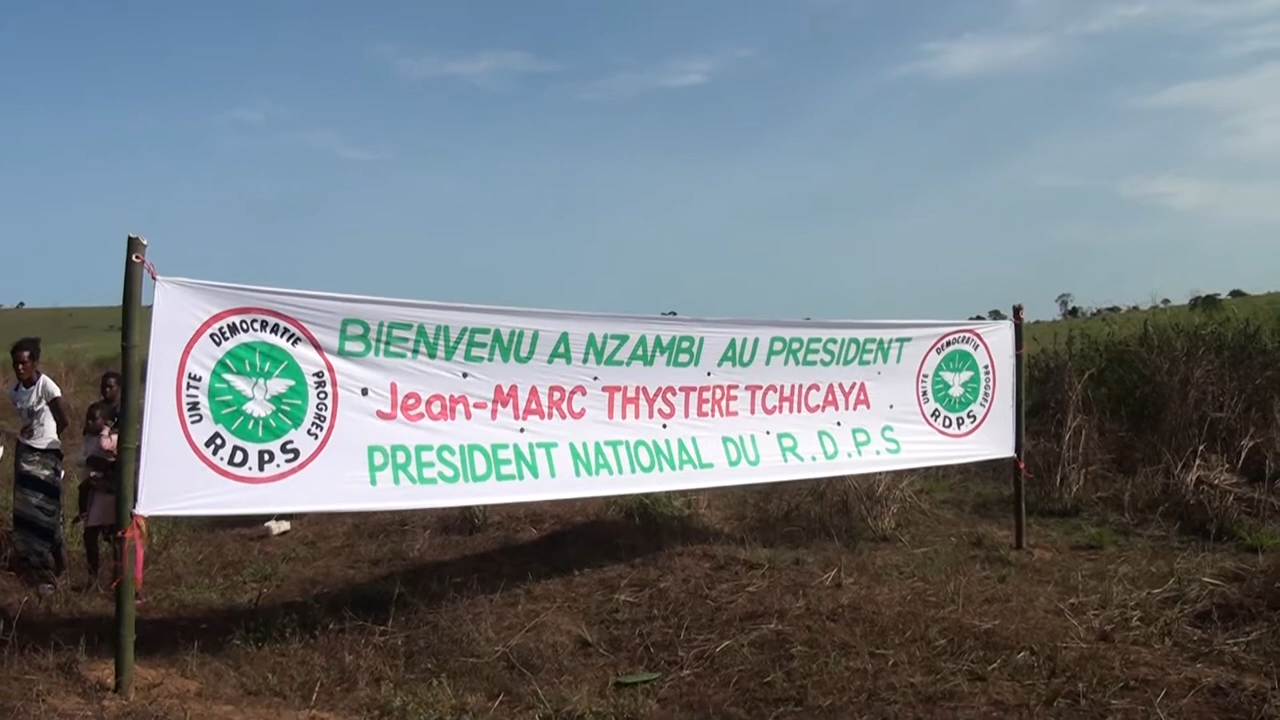 UNITE DEMOCRATIE PROGRES
R.D.P.S
BIENVENU A NZAMBI AU PRESIDENT
Jean-MARC THYSTERE TCHICAYA
PRESIDENT NATIONAL DU R.D.P.S
UNITE DEMOCRATIE PROGRES
R.D.P.S